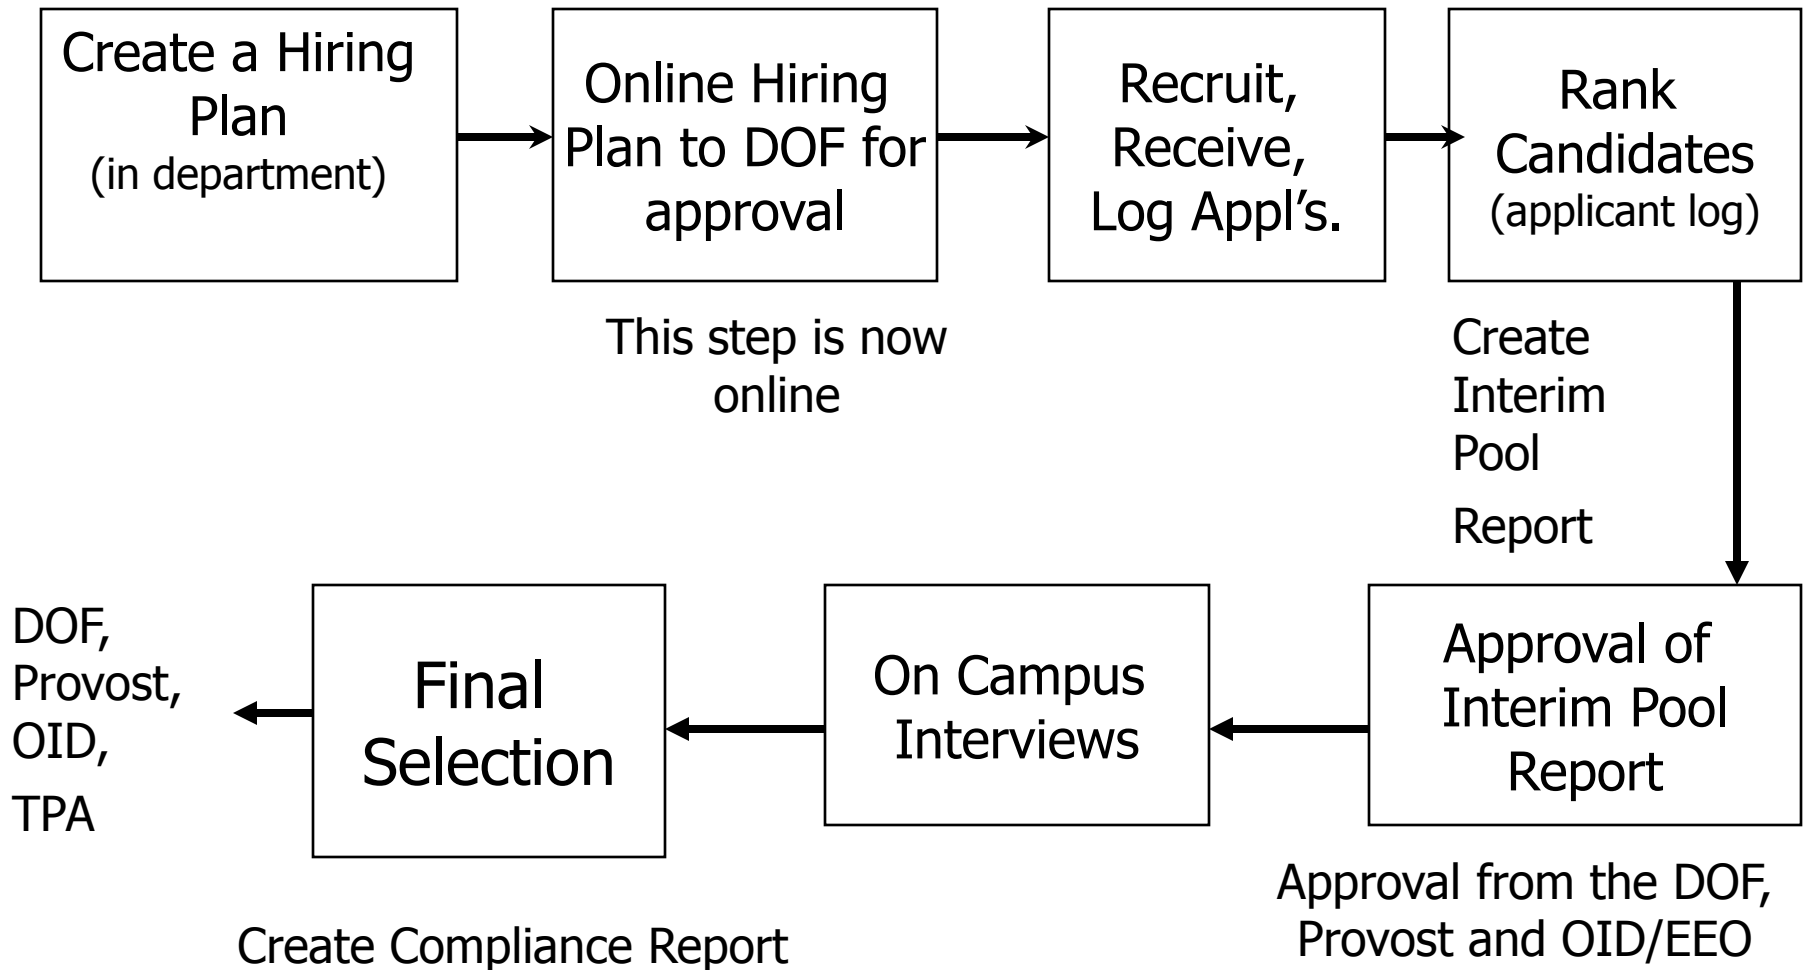 Create a Hiring
Plan
(in department)
Online Hiring
Plan to DOF for
approval
This step is now
online
Recruit,
Receive,
Log Appl’s.
Rank
Candidates
(applicant log)
Create
Interim
Pool
Report
Approval of
Interim Pool
Report
Approval from the DOF,
Provost and OID/EEO
On Campus
Interviews
Final
Selection
Create Compliance Report
DOF,
Provost,
OID,
TPA